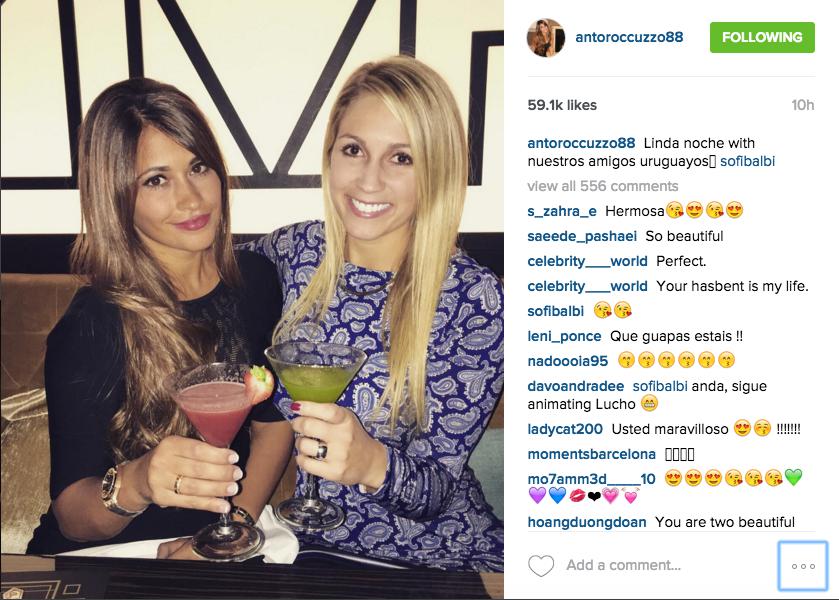 antoroccuzzo88
FOLLOWING
59.1k likes
10h
antoroccuzzo88 Linda noche with
nuestros amigos uruguayos▯ sofibalbi
view all 556 comments
s_zahra_e Hermosa😘😍😘😍
saeede_pashaei So beautiful
celebrity___world Perfect.
celebrity___world Your hasbent is my life.
sofibalbi 😘😘
leni_ponce Que guapas estais !!
nadoooia95 😙😙😙😙😙😙
davoandradee sofibalbi anda, sigue
animating Lucho 😁
ladycat200 Usted maravilloso 😍😚 !!!!!!!
momentsbarcelona ▯▯▯▯
mo7amm3d____10 😍😍😍😘😘😘💚
💜💙💋❤💗💕
hoangduongdoan You are two beautiful
Add a comment...